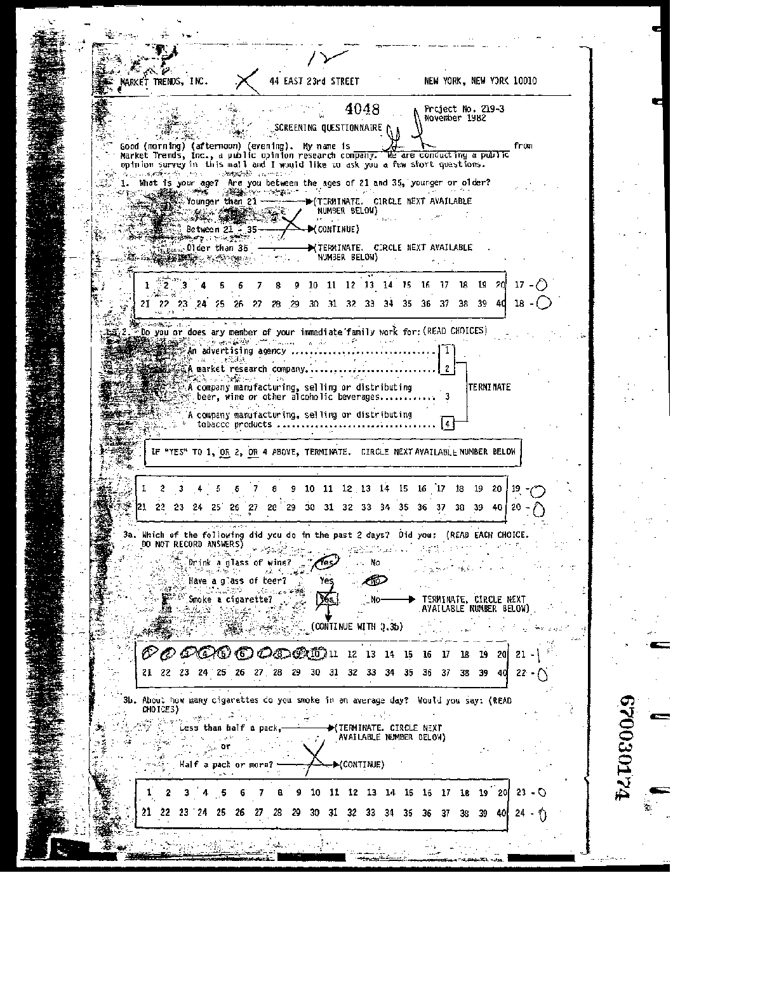 MARKET TRENDS, INC. 44 EAST 23rd STREET NEW YORK, NEW YORK 10010
4048 Project No. 219-3
November 1982
SCREENING QUESTIONNAIRE
Good (morning) (afternoon) (evening). My name is from
Market Trends, Inc., a public opinion research company. We are conducting a public
opinion survey in this mall and I would like to ask you a few short questions.
1. What is your age? Are you between the ages of 21 and 35, younger or older?
Younger than 21 (TERMINATE. CIRCLE NEXT AVAILABLE
NUMBER BELOW)
Between 21 - 35 (CONTINUE)
Older than 35 (TERMINATE. CIRCLE NEXT AVAILABLE
NUMBER BELOW)
1 2 3 4 5 6 7 8 9 10 11 12 13 14 15 16 17 18 19 20 17 - 0
21 22 23 24 25 26 27 28 29 30 31 32 33 34 35 36 37 38 39 40 18 - 0
2. Do you or does any member of your immediate family work for: (READ CHOICES)
An advertising agency .............................. 1
A market research company........................... 2
A company manufacturing, selling or distributing TERMINATE
beer, wine or other alcoholic beverages........... 3
A company manufacturing, selling or distributing
tobacco products ................................ 4
IF "YES" TO 1, OR 2, OR 4 ABOVE, TERMINATE. CIRCLE NEXT AVAILABLE NUMBER BELOW
1 2 3 4 5 6 7 8 9 10 11 12 13 14 15 16 17 18 19 20 19 - 0
21 22 23 24 25 26 27 28 29 30 31 32 33 34 35 36 37 38 39 40 20 - 0
3a. Which of the following did you do in the past 2 days? Did you: (READ EACH CHOICE.
DO NOT RECORD ANSWERS)
Drink a glass of wine? Yes No
Have a glass of beer? Yes No
Smoke a cigarette? Yes No TERMINATE, CIRCLE NEXT
AVAILABLE NUMBER BELOW)
(CONTINUE WITH Q.3b)
1 2 3 4 5 6 7 8 9 10 11 12 13 14 15 16 17 18 19 20 21 - 1
21 22 23 24 25 26 27 28 29 30 31 32 33 34 35 36 37 38 39 40 22 - 0
3b. About how many cigarettes do you smoke in an average day? Would you say: (READ
CHOICES)
Less than half a pack, (TERMINATE. CIRCLE NEXT
AVAILABLE NUMBER BELOW)
or
Half a pack or more? (CONTINUE)
1 2 3 4 5 6 7 8 9 10 11 12 13 14 15 16 17 18 19 20 23 - 0
21 22 23 24 25 26 27 28 29 30 31 32 33 34 35 36 37 38 39 40 24 - 0
670030174